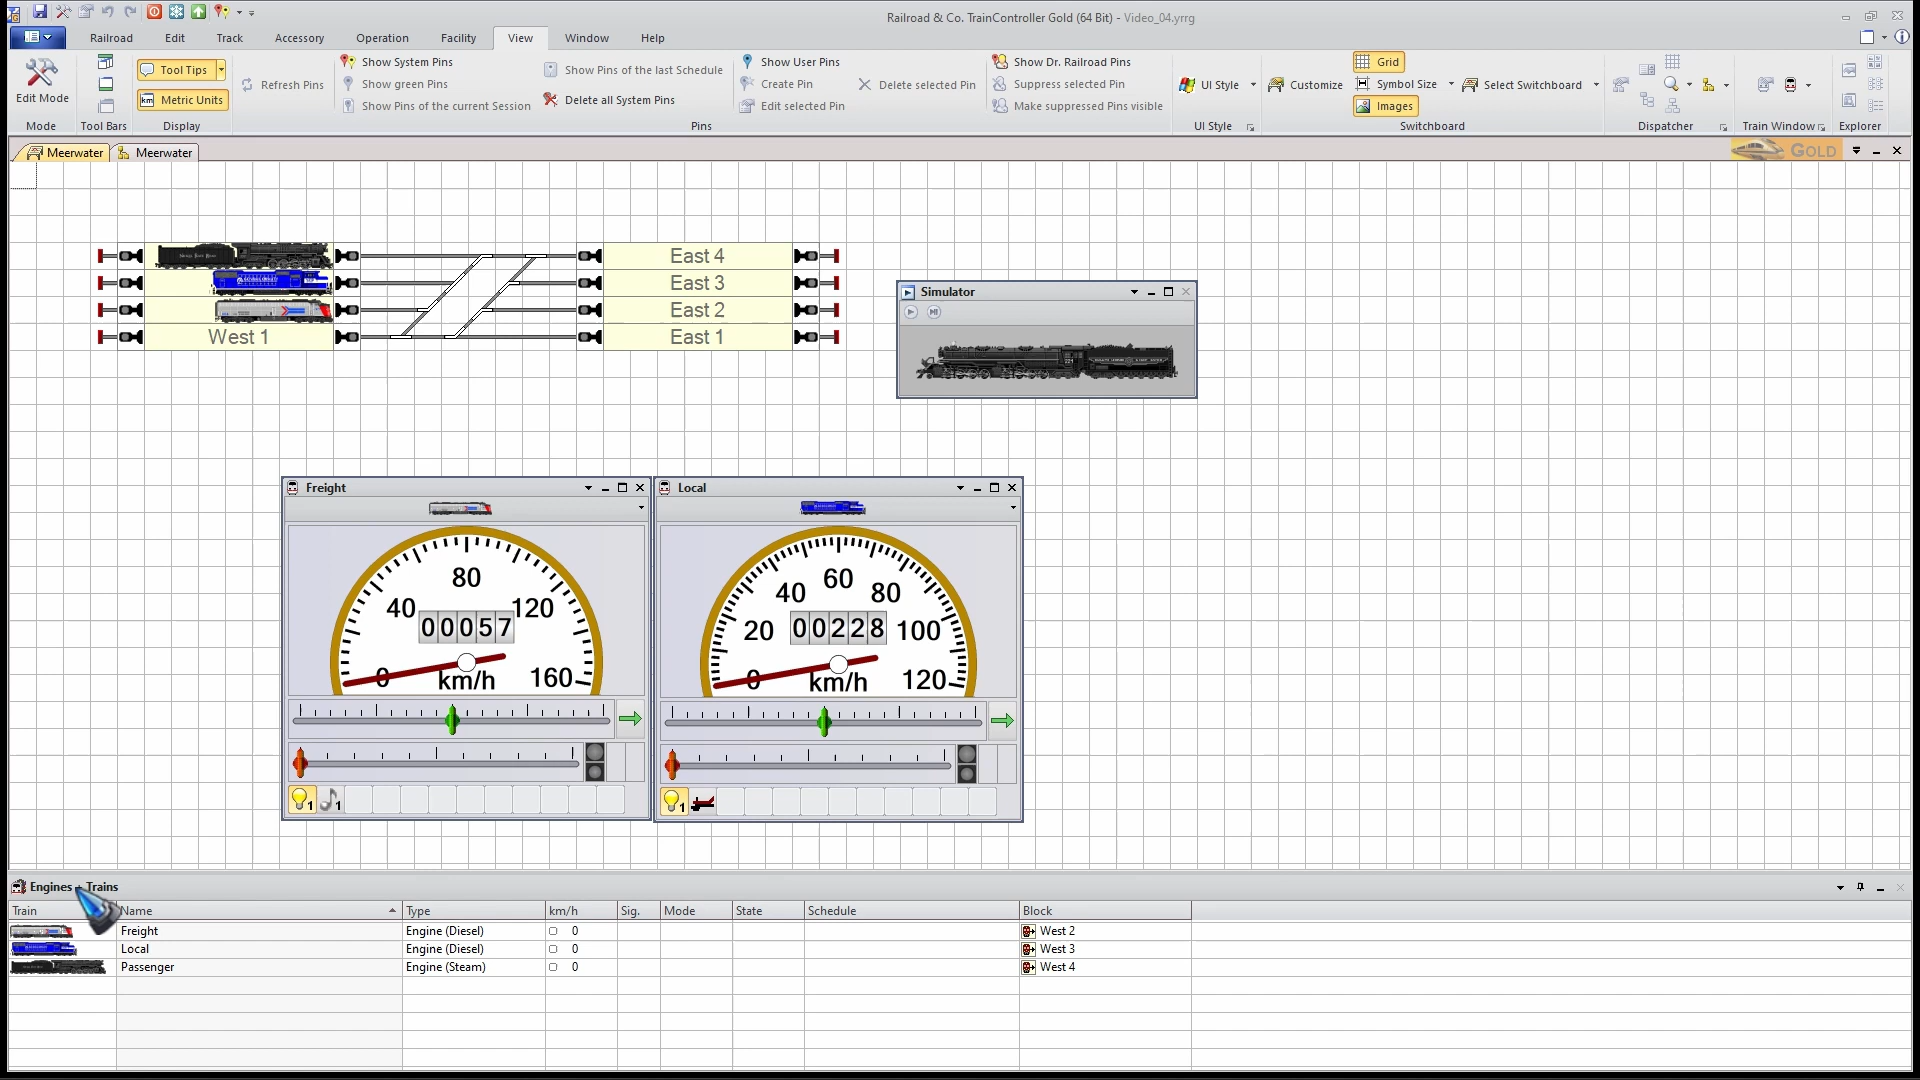 Railroad & Co. TrainController Gold (64 Bit) - Video_04.yrrg
Railroad Edit Track Accessory Operation Facility View Window Help
Edit Mode
Mode
Tool Bars
Tool Tips
Metric Units
Display
Refresh Pins
Show System Pins
Show green Pins
Show Pins of the current Session
Show Pins of the last Schedule
Delete all System Pins
Show User Pins
Create Pin
Edit selected Pin
Delete selected Pin
Show Dr. Railroad Pins
Suppress selected Pin
Make suppressed Pins visible
Pins
UI Style
UI Style
Customize
Grid
Symbol Size
Images
Select Switchboard
Switchboard
Dispatcher
Train Window
Explorer
Meerwater
Meerwater
GOLD
East 4
East 3
East 2
West 1
East 1
Simulator
Freight
0 40 80 120 160
00057
km/h
1
1
Local
0 20 40 60 80 100 120
00228
km/h
1
Engines + Trains
Train Name Type km/h Sig. Mode State Schedule Block
Freight Engine (Diesel) 0 West 2
Local Engine (Diesel) 0 West 3
Passenger Engine (Steam) 0 West 4